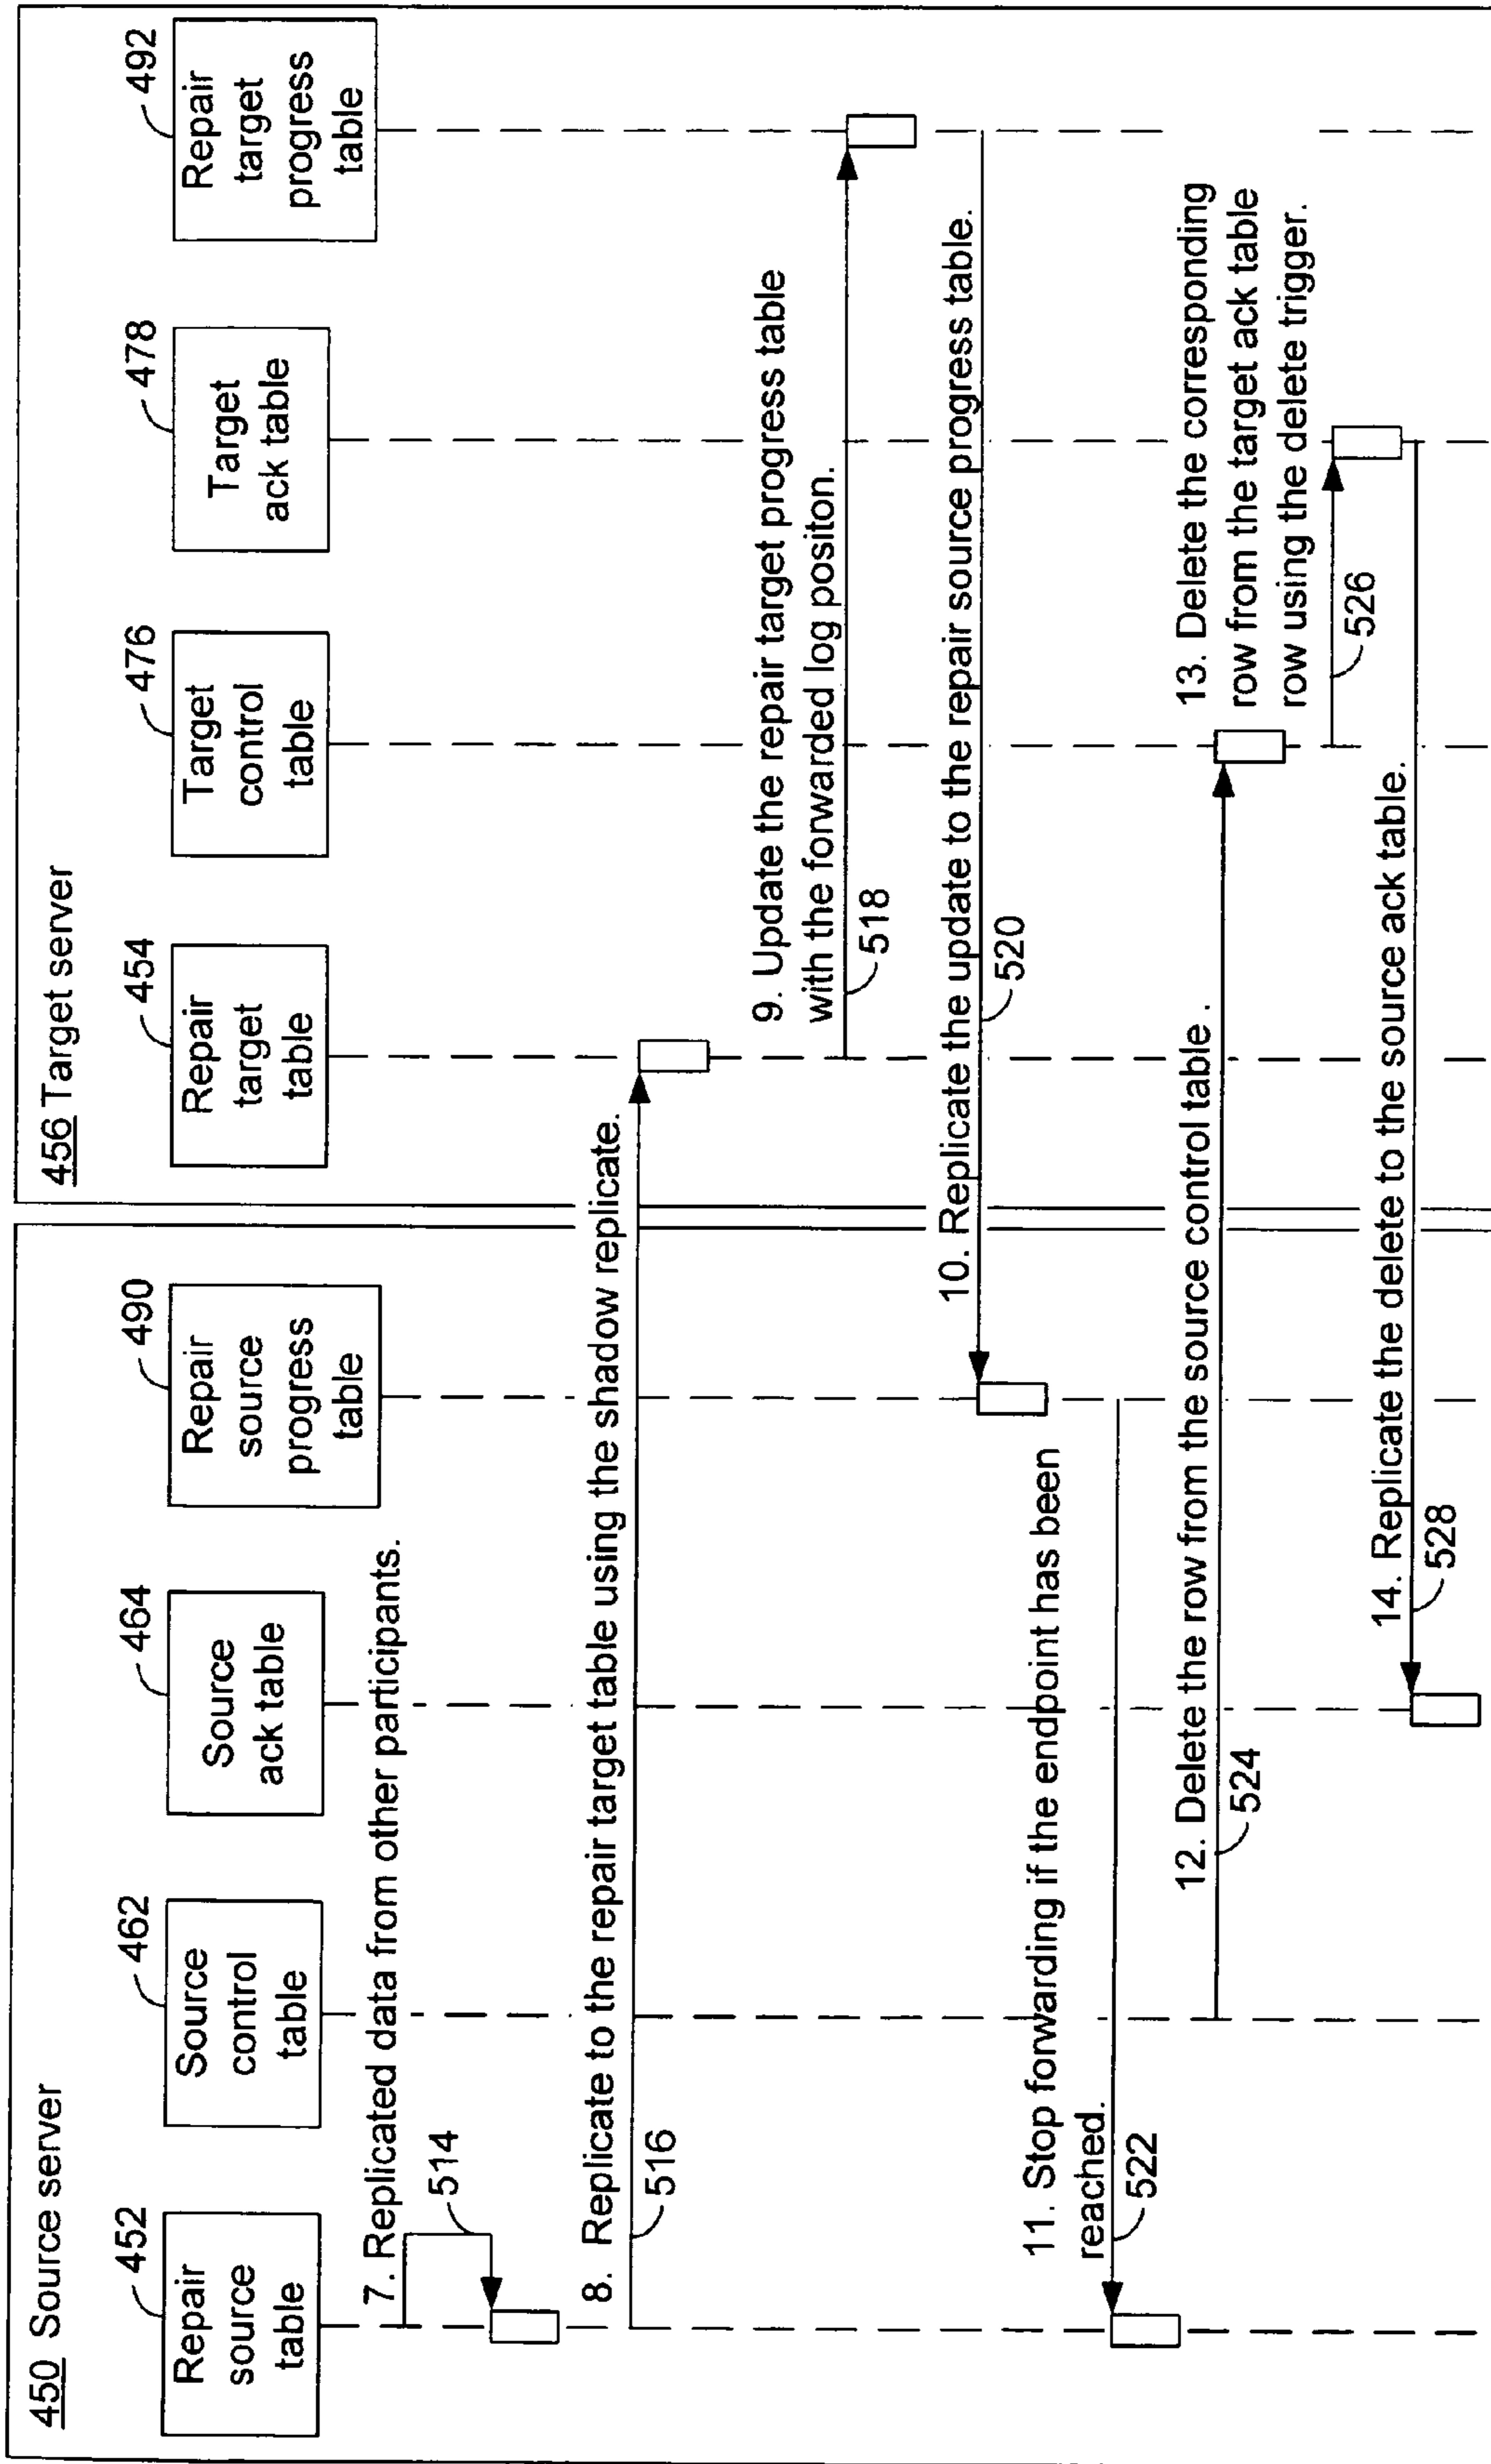 450 Source server
452
Repair
source
table
462
Source
control
table
464
Source
ack table
490
Repair
source
progress
table
456 Target server
454
Repair
target
table
476
Target
control
table
478
Target
ack table
492
Repair
target
progress
table
7. Replicated data from other participants.
514
8. Replicate to the repair target table using the shadow replicate.
516
9. Update the repair target progress table
with the forwarded log positon.
518
10. Replicate the update to the repair source progress table.
520
11. Stop forwarding if the endpoint has been
reached.
522
12. Delete the row from the source control table .
524
13. Delete the corresponding
row from the target ack table
row using the delete trigger.
526
14. Replicate the delete to the source ack table.
528